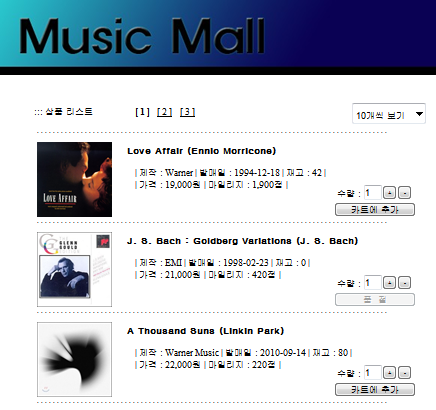 Music Mall
::: 상품 리스트 [1] [2] [3] 10개씩 보기
Love Affair (Ennio Morricone)
| 제작 : Warner | 발매일 : 1994-12-18 | 재고 : 42 |
| 가격 : 19,000원 | 마일리지 : 1,900점 |
수량 : 1 + -
카트에 추가
LOVE AFFAIR
J. S. Bach : Goldberg Variations (J. S. Bach)
| 제작 : EMI | 발매일 : 1998-02-23 | 재고 : 0 |
| 가격 : 21,000원 | 마일리지 : 420점 |
수량 : 1 + -
품 절
GLENN
GOULD
A Thousand Suns (Linkin Park)
| 제작 : Warner Music | 발매일 : 2010-09-14 | 재고 : 80 |
| 가격 : 22,000원 | 마일리지 : 220점 |
수량 : 1 + -
카트에 추가